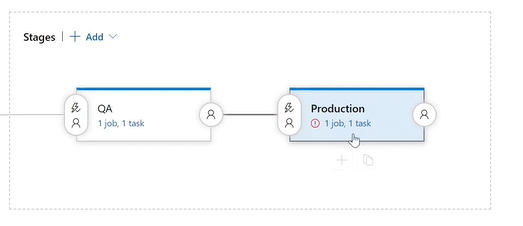 Stages | + Add
QA
1 job, 1 task
Production
1 job, 1 task